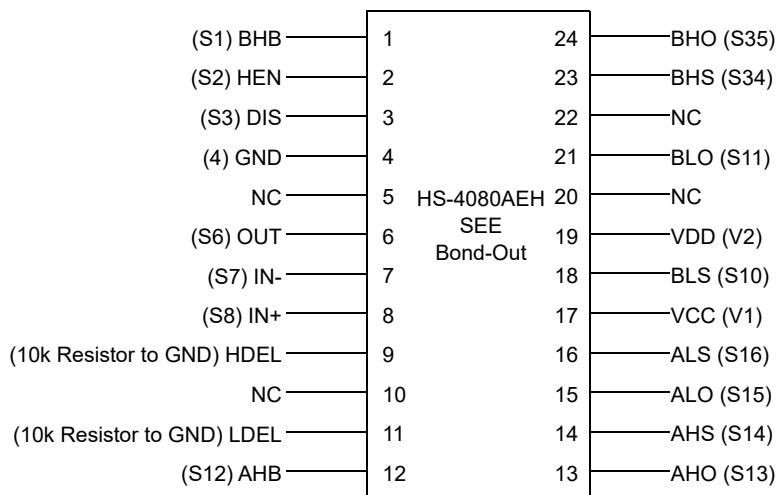 (S1) BHB 1 24 BHO (S35)
(S2) HEN 2 23 BHS (S34)
(S3) DIS 3 22 NC
(4) GND 4 21 BLO (S11)
NC 5 HS-4080AEH 20 NC
SEE
(S6) OUT 6 19 VDD (V2)
Bond-Out
(S7) IN- 7 18 BLS (S10)
(S8) IN+ 8 17 VCC (V1)
(10k Resistor to GND) HDEL 9 16 ALS (S16)
NC 10 15 ALO (S15)
(10k Resistor to GND) LDEL 11 14 AHS (S14)
(S12) AHB 12 13 AHO (S13)